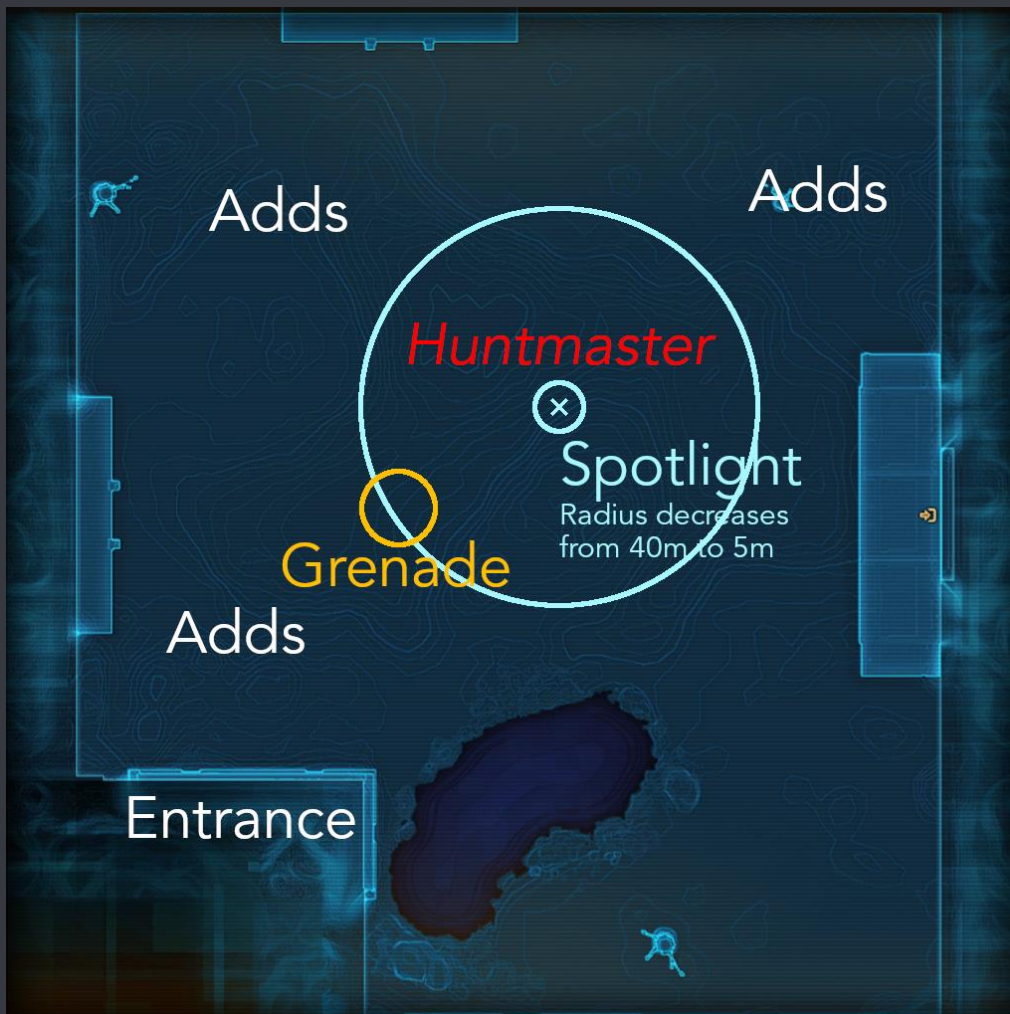 Adds
Adds
Huntmaster
Spotlight
Radius decreases
from 40m to 5m
Grenade
Adds
Entrance